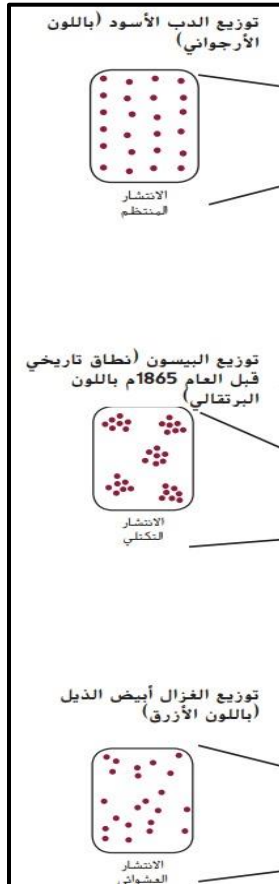 توزيع الدب الأسود (باللون
الأرجواني)
الانتشار
المنتظم
توزيع البيسون (نطاق تاريخي
قبل العام 1865م باللون
البرتقالي)
الانتشار
التكتلي
توزيع الغزال أبيض الذيل
(باللون الأزرق)
الانتشار
العشوائي